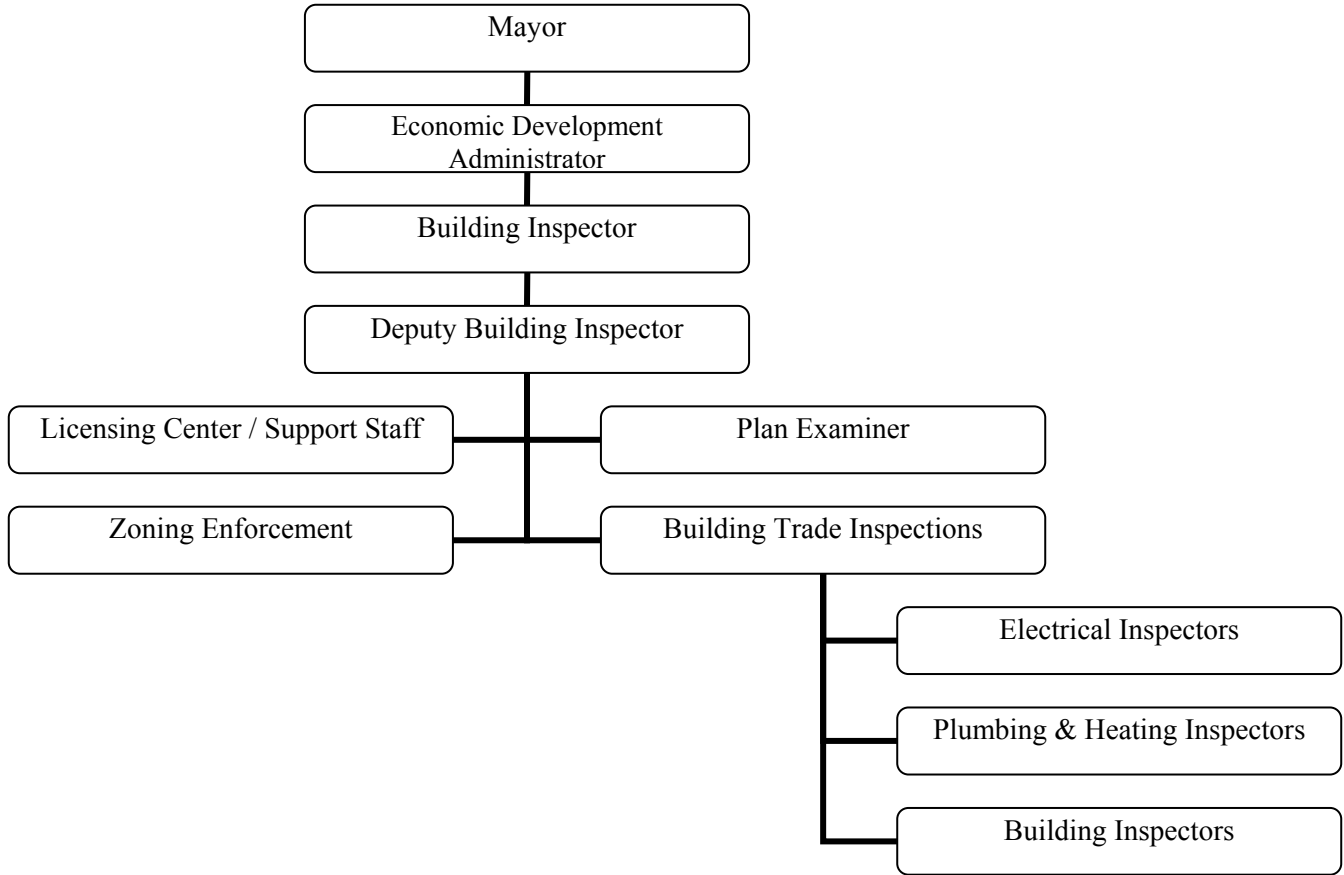 Mayor
Economic Development
Administrator
Building Inspector
Deputy Building Inspector
Licensing Center / Support Staff
Plan Examiner
Zoning Enforcement
Building Trade Inspections
Electrical Inspectors
Plumbing & Heating Inspectors
Building Inspectors